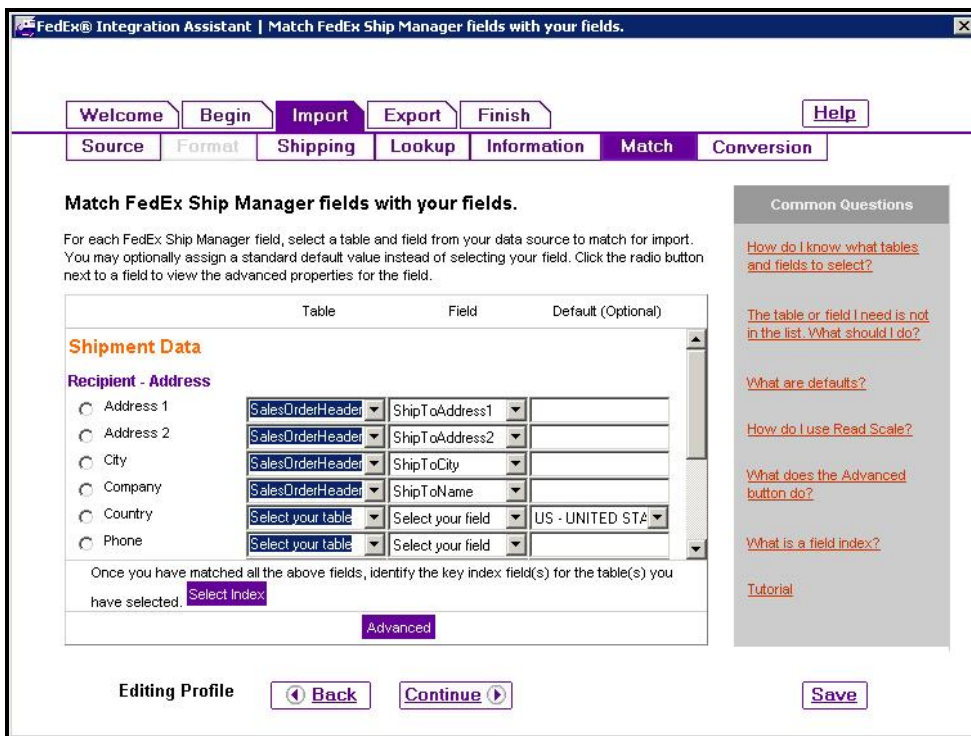 FedEx® Integration Assistant | Match FedEx Ship Manager fields with your fields.
Welcome Begin Import Export Finish Help
Source Format Shipping Lookup Information Match Conversion
Match FedEx Ship Manager fields with your fields.
For each FedEx Ship Manager field, select a table and field from your data source to match for import.
You may optionally assign a standard default value instead of selecting your field. Click the radio button
next to a field to view the advanced properties for the field.
Table Field Default (Optional)
Shipment Data
Recipient - Address
Address 1 SalesOrderHeader ShipToAddress1
Address 2 SalesOrderHeader ShipToAddress2
City SalesOrderHeader ShipToCity
Company SalesOrderHeader ShipToName
Country Select your table Select your field US - UNITED STA
Phone Select your table Select your field
Once you have matched all the above fields, identify the key index field(s) for the table(s) you
have selected. Select Index
Advanced
Common Questions
How do I know what tables
and fields to select?
The table or field I need is not
in the list. What should I do?
What are defaults?
How do I use Read Scale?
What does the Advanced
button do?
What is a field index?
Tutorial
Editing Profile Back Continue Save